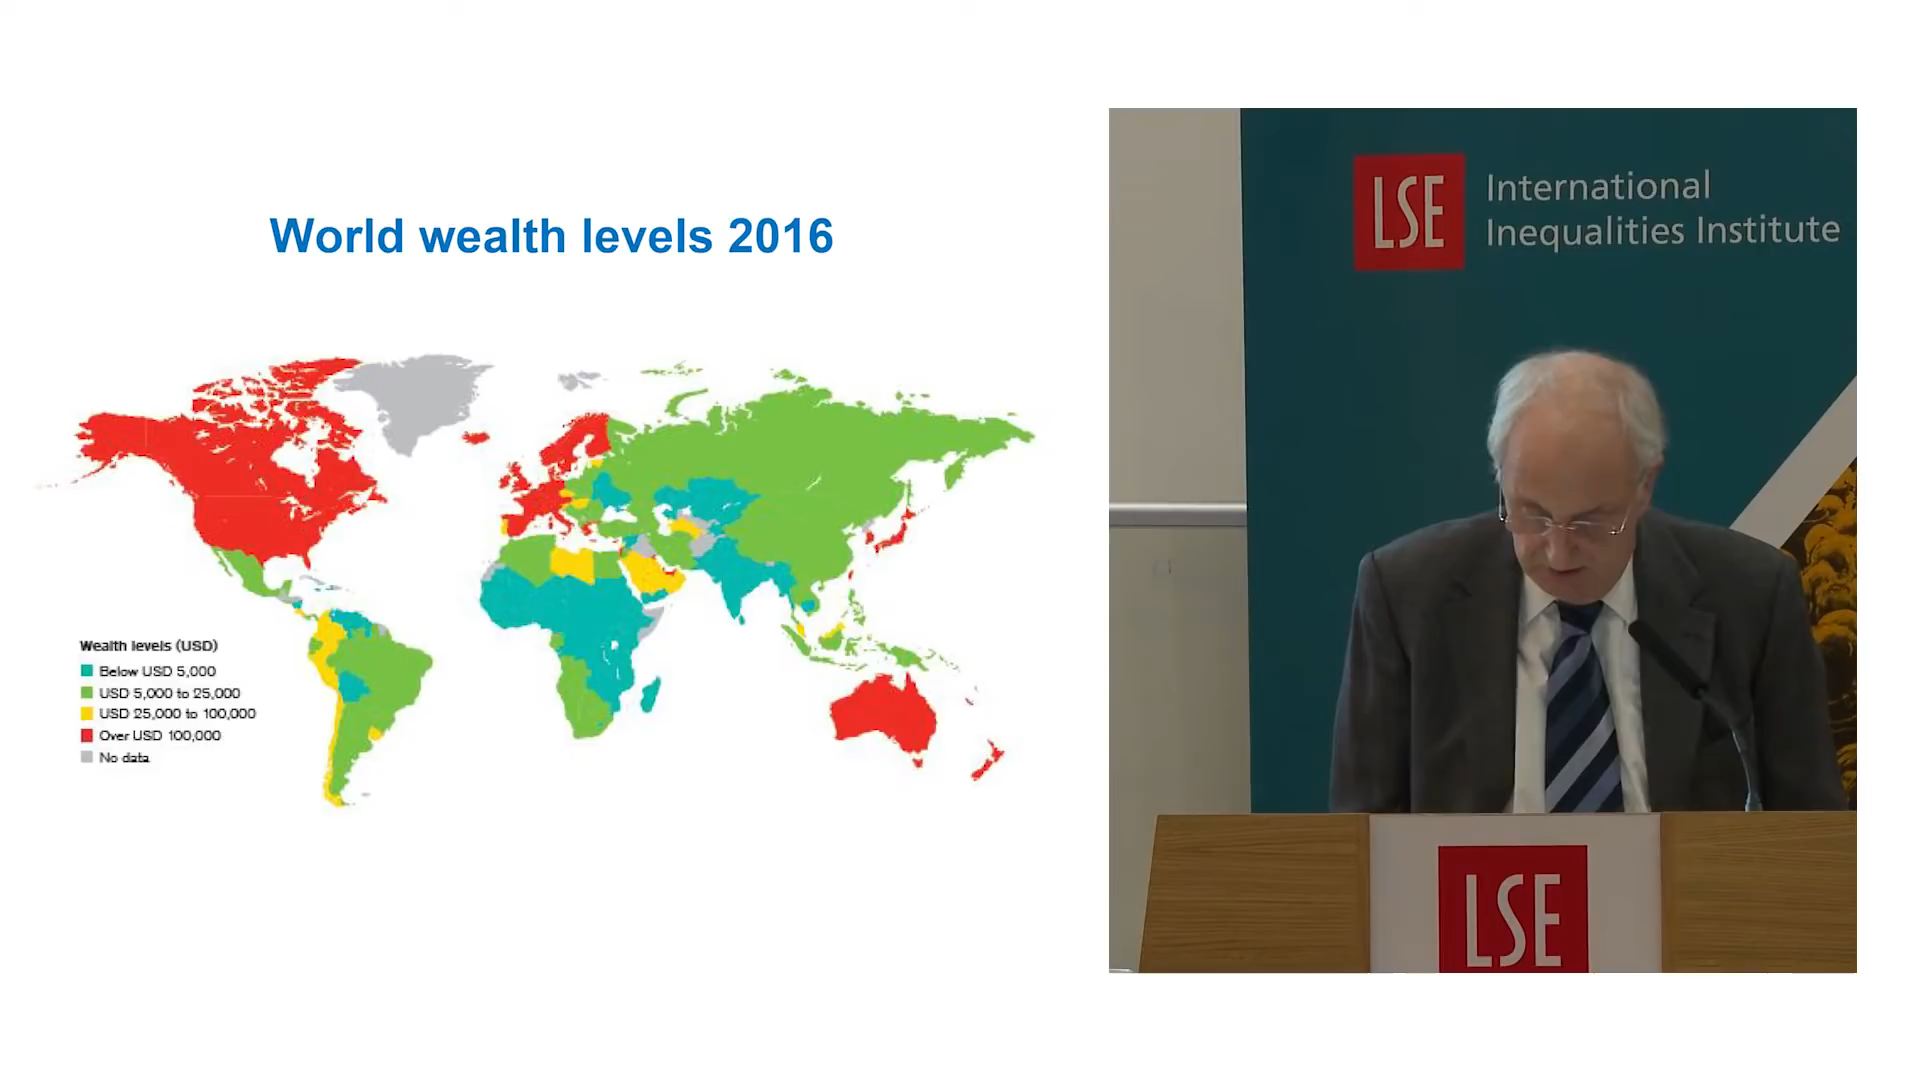 World wealth levels 2016
Wealth levels (USD)
Below USD 5,000
USD 5,000 to 25,000
USD 25,000 to 100,000
Over USD 100,000
No data
LSE
International
Inequalities Institute
LSE